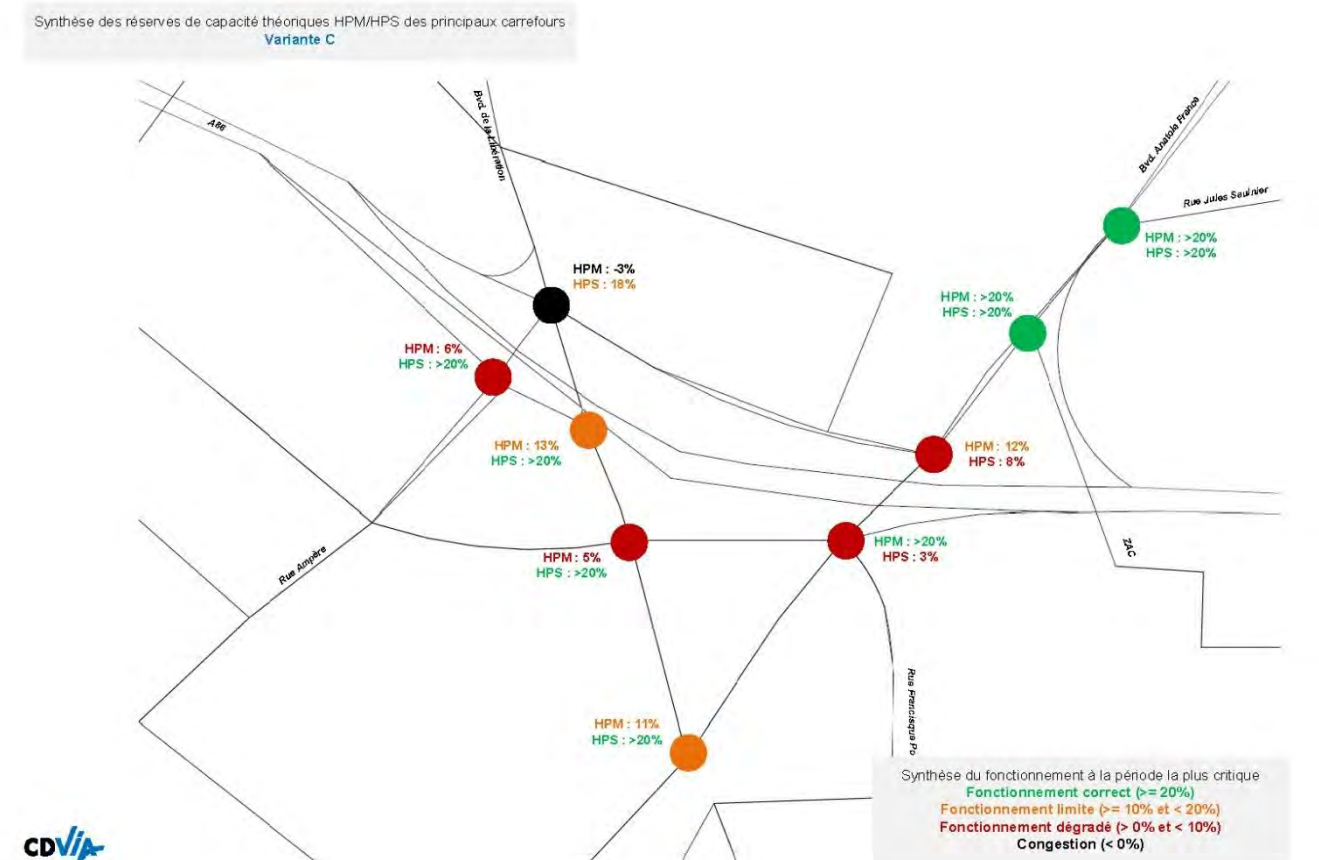 Synthèse des réserves de capacité théoriques HPM/HPS des principaux carrefours
Variante C
A86
Bvd. de la Libération
Bvd. Anatole France
Rue Jules Saulnier
HPM : >20%
HPS : >20%
HPM : -3%
HPS : 18%
HPM : >20%
HPS : >20%
HPM : 6%
HPS : >20%
HPM : 13%
HPS : >20%
HPM : 12%
HPS : 8%
HPM : 5%
HPS : >20%
HPM : >20%
HPS : 3%
ZAC
Rue Ampère
Rue Francisque Po
HPM : 11%
HPS : >20%
Synthèse du fonctionnement à la période la plus critique
Fonctionnement correct (>= 20%)
Fonctionnement limite (>= 10% et < 20%)
Fonctionnement dégradé (> 0% et < 10%)
Congestion (< 0%)
CDVIA